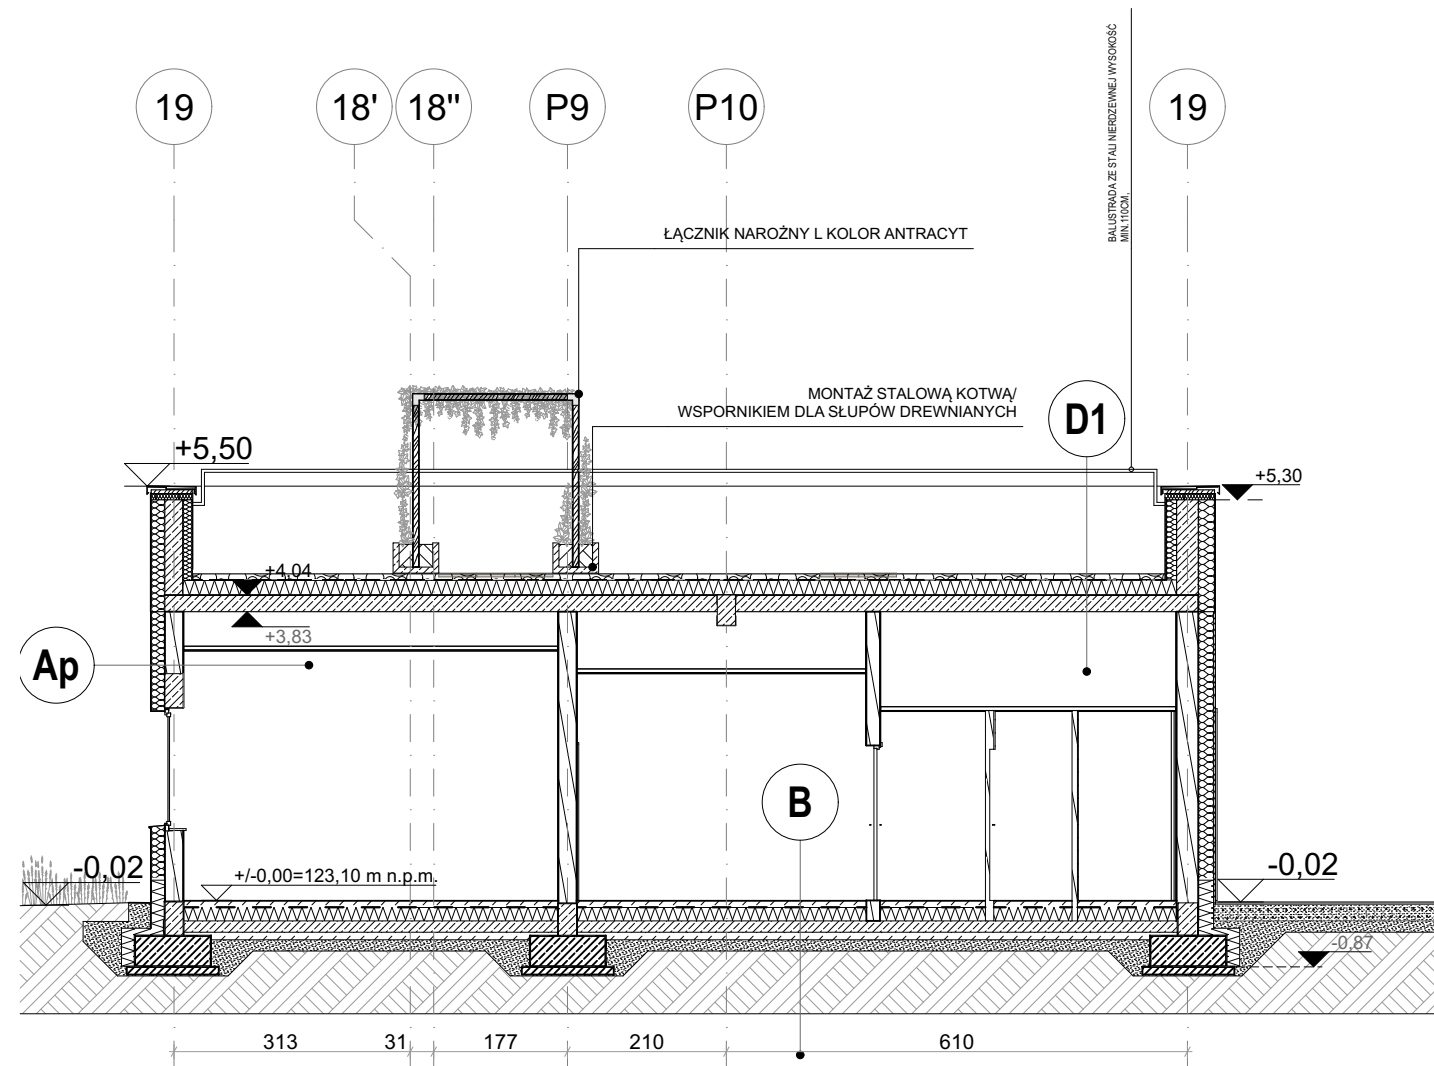 19
18'
18"
P9
P10
19
BALUSTRADA ZE STALI NIERDZEWNEJ WYSOKOŚĆ
MIN.110CM,
ŁĄCZNIK NAROŻNY L KOLOR ANTRACYT
MONTAŻ STALOWĄ KOTWĄ/
WSPORNIKIEM DLA SŁUPÓW DREWNIANYCH
D1
+5,50
+5,30
+4,04
+3,83
Ap
B
-0,02
+/-0,00=123,10 m n.p.m.
-0,02
-0,87
313
31
177
210
610